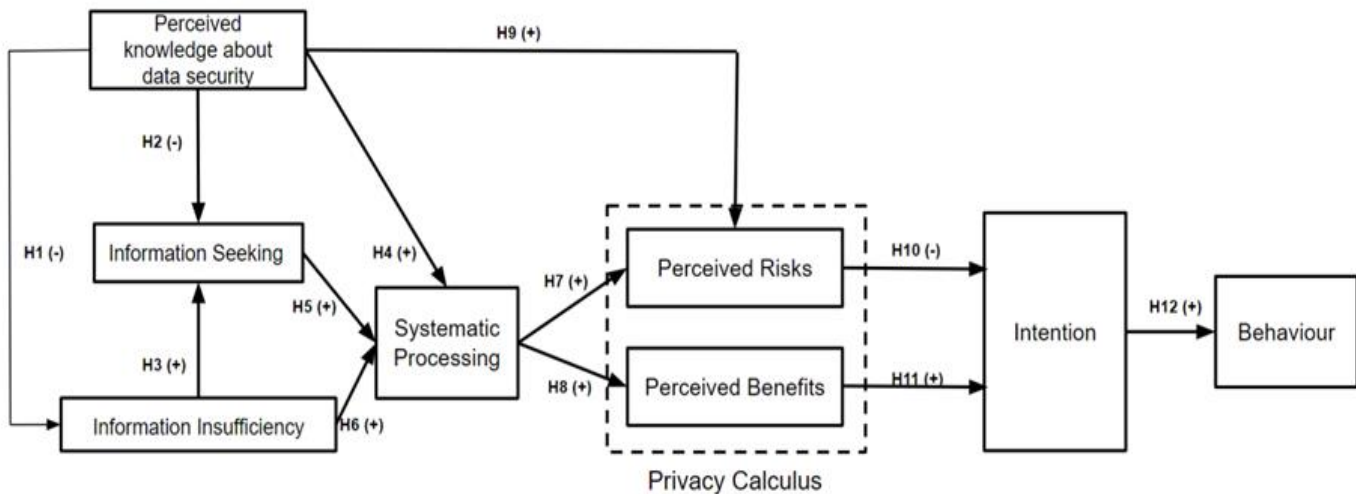 Perceived
knowledge about
data security
H9 (+)
H2 (-)
H1 (-)
Information Seeking
H4 (+)
H5 (+)
H3 (+)
Information Insufficiency
H6 (+)
Systematic
Processing
H7 (+)
H8 (+)
Perceived Risks
Perceived Benefits
Privacy Calculus
H10 (-)
H11 (+)
Intention
H12 (+)
Behaviour